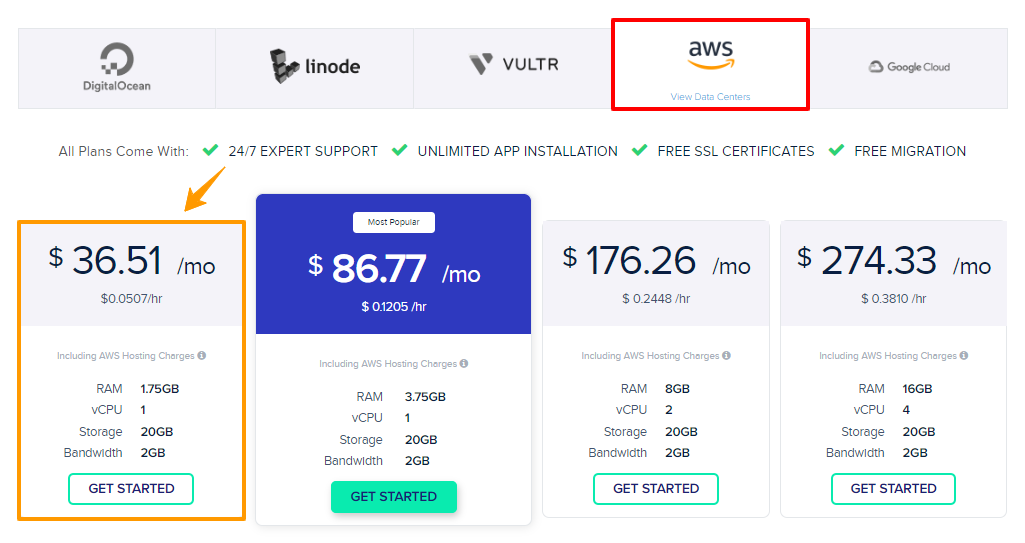 DigitalOcean
linode
VULTR
aws
View Data Centers
Google Cloud
All Plans Come With: 24/7 EXPERT SUPPORT UNLIMITED APP INSTALLATION FREE SSL CERTIFICATES FREE MIGRATION
$ 36.51 /mo
$0.0507/hr
Including AWS Hosting Charges
RAM 1.75GB
vCPU 1
Storage 20GB
Bandwidth 2GB
GET STARTED
Most Popular
$ 86.77 /mo
$ 0.1205 /hr
Including AWS Hosting Charges
RAM 3.75GB
vCPU 1
Storage 20GB
Bandwidth 2GB
GET STARTED
$ 176.26 /mo
$ 0.2448 /hr
Including AWS Hosting Charges
RAM 8GB
vCPU 2
Storage 20GB
Bandwidth 2GB
GET STARTED
$ 274.33 /mo
$ 0.3810 /hr
Including AWS Hosting Charges
RAM 16GB
vCPU 4
Storage 20GB
Bandwidth 2GB
GET STARTED